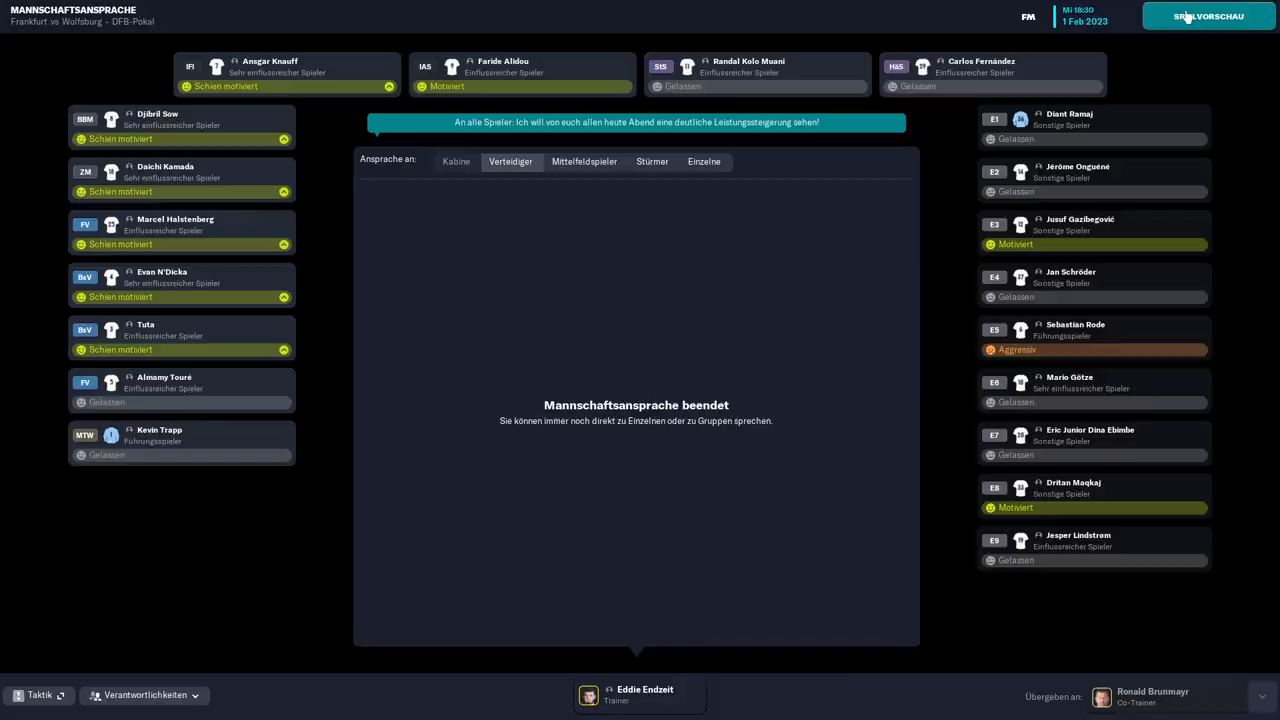 MANNSCHAFTSANSPRACHE
Frankfurt vs Wolfsburg - DFB-Pokal
FM
Mi 18:30
1 Feb 2023
IFI
7
Ansgar Knauff
Sehr einflussreicher Spieler
Schien motiviert
IAS
9
Faride Alidou
Einflussreicher Spieler
Motiviert
StS
Randal Kolo Muani
Einflussreicher Spieler
Gelassen
HäS
Carlos Fernández
Einflussreicher Spieler
Gelassen
BBM
8
Djibril Sow
Sehr einflussreicher Spieler
Schien motiviert
ZM
Daichi Kamada
Sehr einflussreicher Spieler
Schien motiviert
FV
Marcel Halstenberg
Einflussreicher Spieler
Schien motiviert
BsV
Evan N'Dicka
Sehr einflussreicher Spieler
Schien motiviert
BsV
Tuta
Einflussreicher Spieler
Schien motiviert
FV
Almamy Touré
Einflussreicher Spieler
Gelassen
MTW
1
Kevin Trapp
Führungsspieler
Gelassen
An alle Spieler: Ich will von euch allen heute Abend eine deutliche Leistungssteigerung sehen!
Ansprache an:
Kabine
Verteidiger
Mittelfeldspieler
Stürmer
Einzelne
Mannschaftsansprache beendet
Sie können immer noch direkt zu Einzelnen oder zu Gruppen sprechen.
E1
Diant Ramaj
Sonstige Spieler
Gelassen
E2
Jérôme Onguéné
Sonstige Spieler
Gelassen
E3
Jusuf Gazibegović
Sonstige Spieler
Motiviert
E4
Jan Schröder
Sonstige Spieler
Gelassen
E5
Sebastian Rode
Führungsspieler
Aggressiv
E6
Mario Götze
Sehr einflussreicher Spieler
Gelassen
E7
Eric Junior Dina Ebimbe
Sonstige Spieler
Gelassen
E8
Dritan Maqkaj
Sonstige Spieler
Motiviert
E9
Jesper Lindstrøm
Einflussreicher Spieler
Gelassen
Taktik
Verantwortlichkeiten
Eddie Endzeit
Trainer
Übergeben an:
Ronald Brunmayr
Co-Trainer